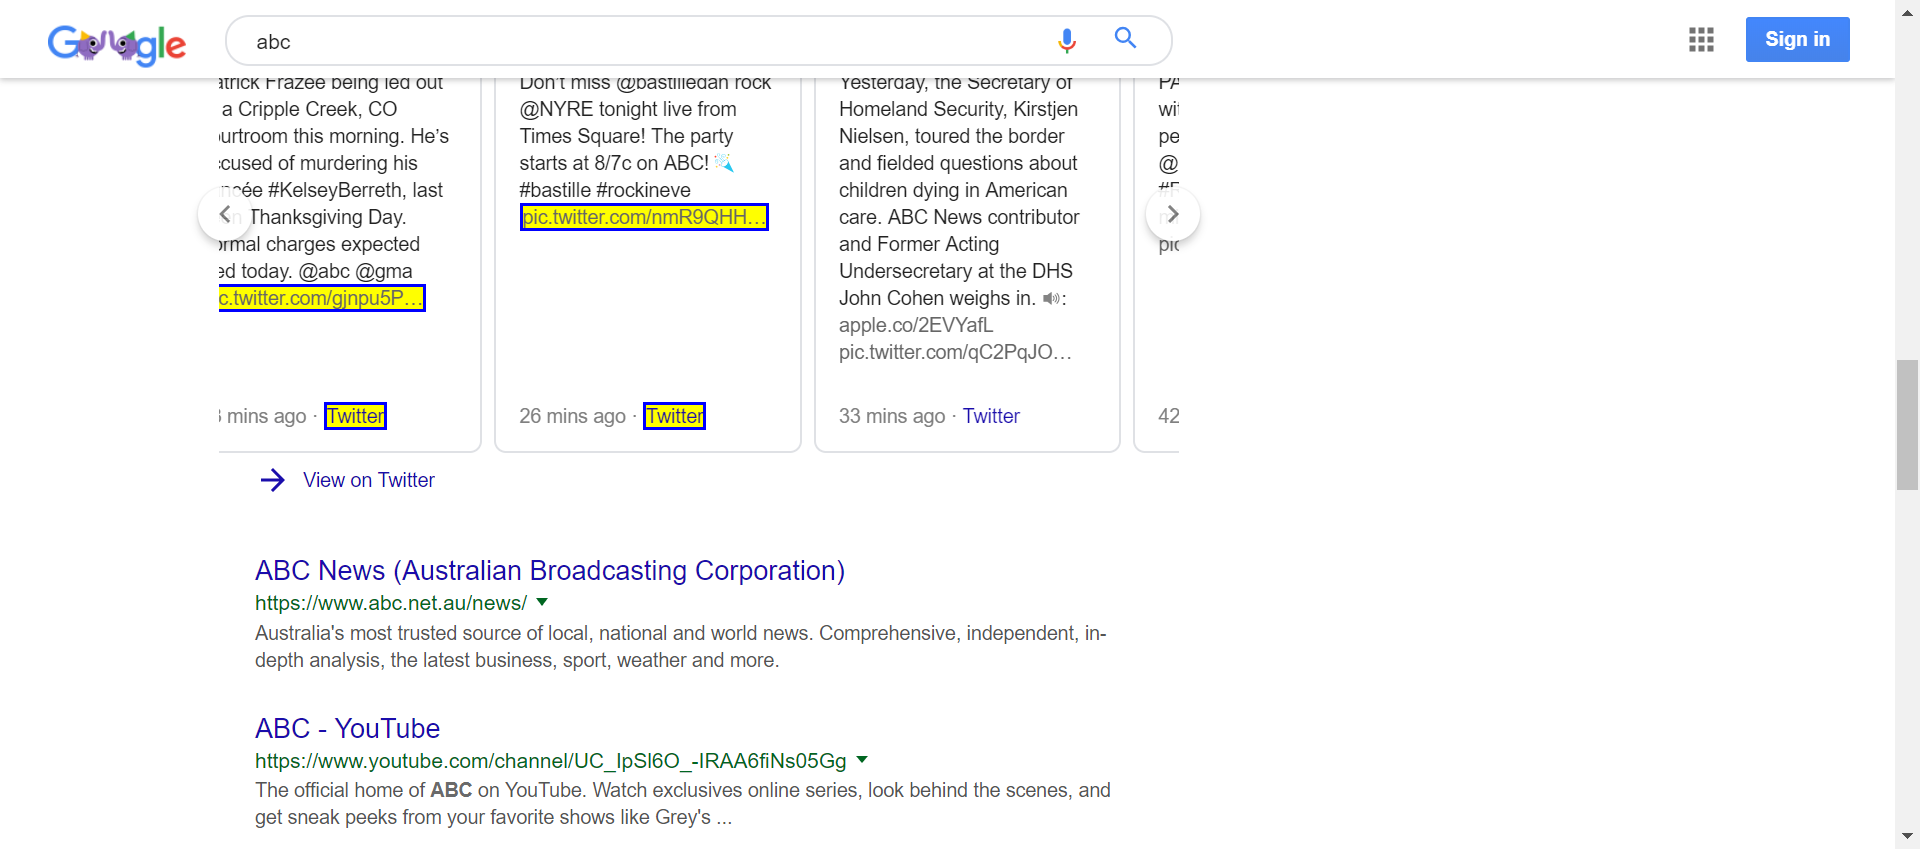 Google
abc
Sign in
atrick Frazee being led out
a Cripple Creek, CO
urtroom this morning. He’s
ccused of murdering his
ncée #KelseyBerreth, last
Thanksgiving Day.
ormal charges expected
ed today. @abc @gma
c.twitter.com/gjnpu5P…
mins ago · Twitter
Don't miss @bastilledan rock
@NYRE tonight live from
Times Square! The party
starts at 8/7c on ABC!
#bastille #rockineve
pic.twitter.com/nmR9QHH…
26 mins ago · Twitter
Yesterday, the Secretary of
Homeland Security, Kirstjen
Nielsen, toured the border
and fielded questions about
children dying in American
care. ABC News contributor
and Former Acting
Undersecretary at the DHS
John Cohen weighs in. 🔊:
apple.co/2EVYafL
pic.twitter.com/qC2PqJO…
33 mins ago · Twitter
PA
wit
pe
@
pic
42
View on Twitter
ABC News (Australian Broadcasting Corporation)
https://www.abc.net.au/news/
Australia's most trusted source of local, national and world news. Comprehensive, independent, in-
depth analysis, the latest business, sport, weather and more.
ABC - YouTube
https://www.youtube.com/channel/UC_IpSl6O_-IRAA6fiNs05Gg
The official home of ABC on YouTube. Watch exclusives online series, look behind the scenes, and
get sneak peeks from your favorite shows like Grey's ...